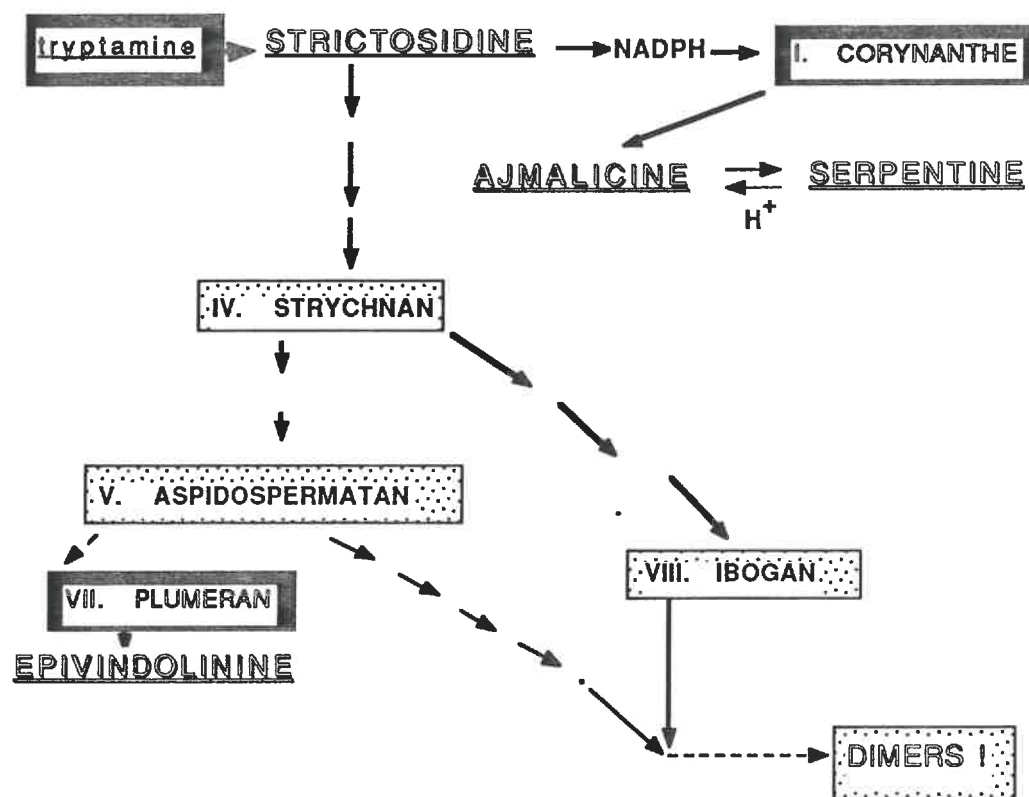 tryptamine
STRICTOSIDINE
NADPH
I. CORYNANTHE
AJMALICINE
SERPENTINE
H+
IV. STRYCHNAN
V. ASPIDOSPERMATAN
VIII. IBOGAN
VII. PLUMERAN
EPIVINDOLININE
DIMERS !